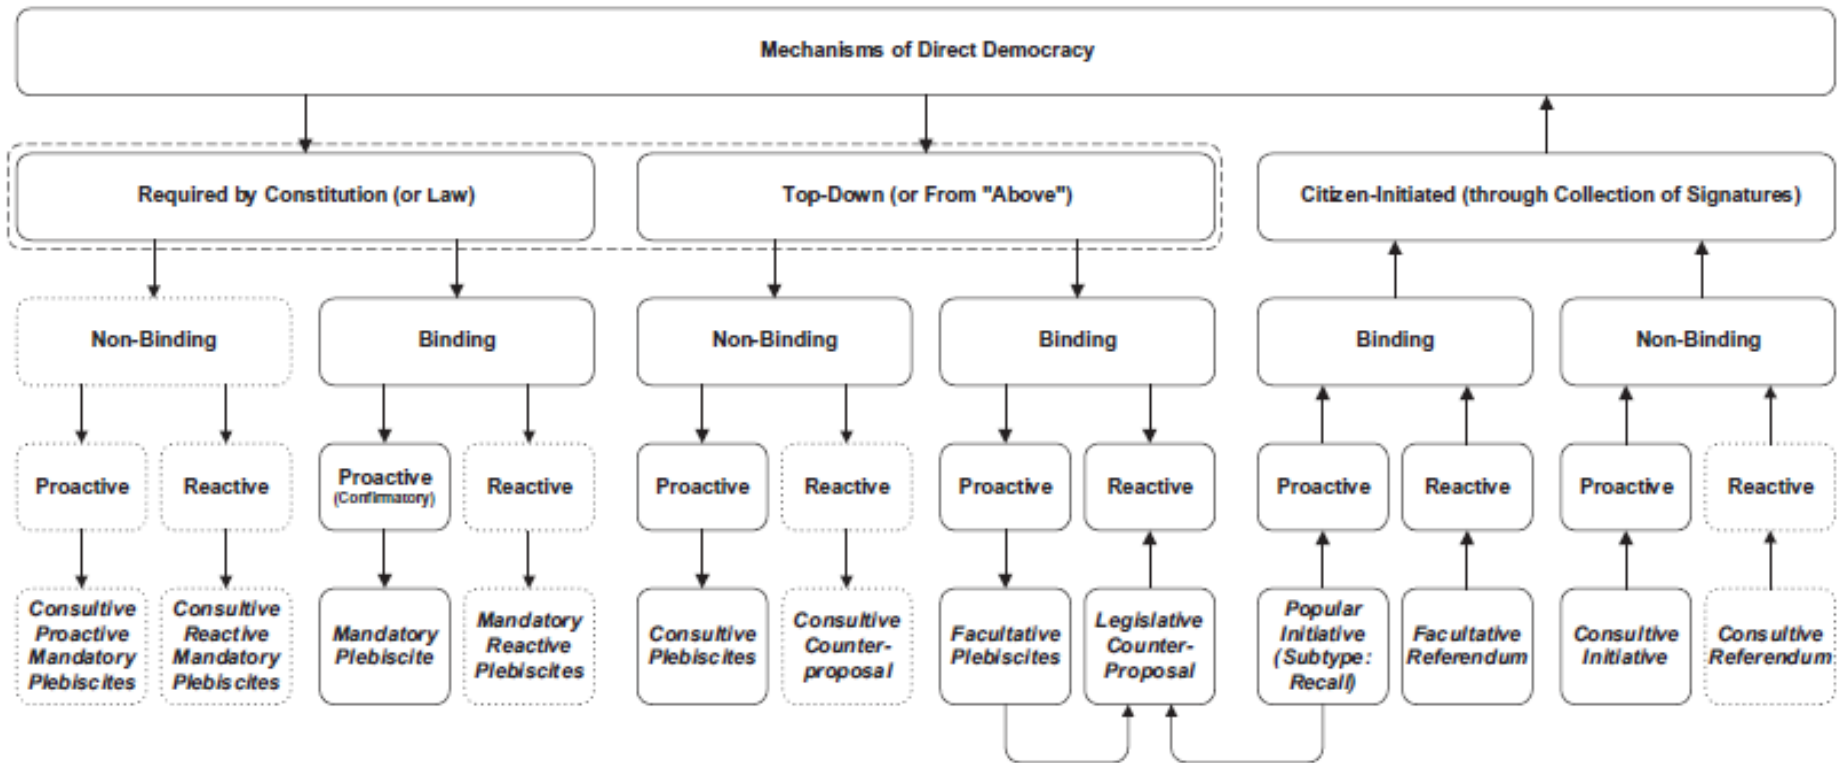 Mechanisms of Direct Democracy
Required by Constitution (or Law)
Top-Down (or From "Above")
Citizen-Initiated (through Collection of Signatures)
Non-Binding
Binding
Non-Binding
Binding
Binding
Non-Binding
Proactive
Reactive
Proactive
(Confirmatory)
Reactive
Proactive
Reactive
Proactive
Reactive
Proactive
Reactive
Proactive
Reactive
Consultive
Proactive
Mandatory
Plebiscites
Consultive
Reactive
Mandatory
Plebiscites
Mandatory
Plebiscite
Mandatory
Reactive
Plebiscites
Consultive
Plebiscites
Consultive
Counter-
proposal
Facultative
Plebiscites
Legislative
Counter-
Proposal
Popular
Initiative
(Subtype:
Recall)
Facultative
Referendum
Consultive
Initiative
Consultive
Referendum